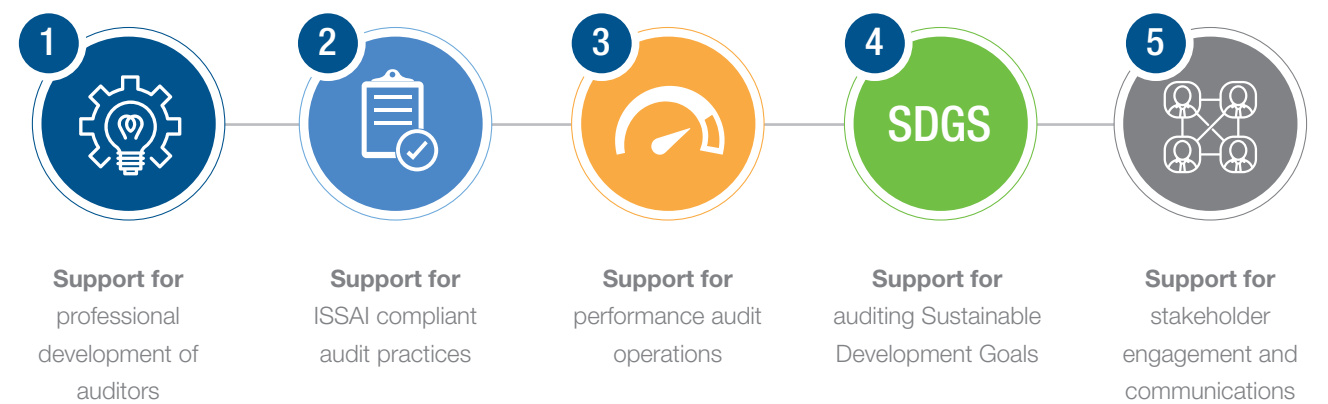 1
Support for
professional
development of
auditors
2
Support for
ISSAI compliant
audit practices
3
Support for
performance audit
operations
4
SDGS
Support for
auditing Sustainable
Development Goals
5
Support for
stakeholder
engagement and
communications